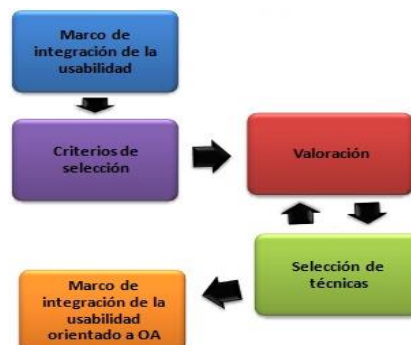 Marco de
integración de la
usabilidad
Criterios de
selección
Valoración
Selección de
técnicas
Marco de
integración de la
usabilidad
orientado a OA